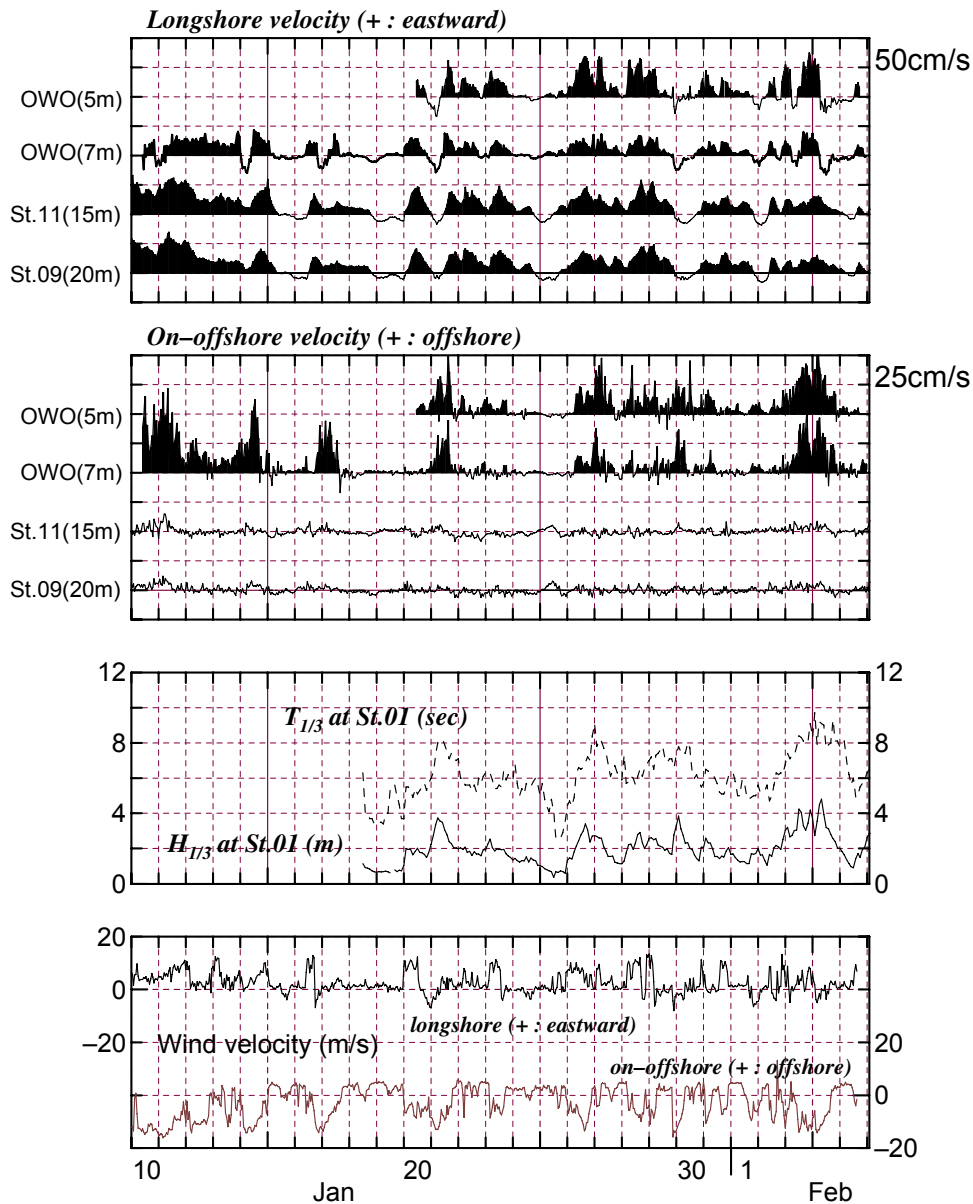 Longshore velocity (+ : eastward)
50cm/s
OWO(5m)
OWO(7m)
St.11(15m)
St.09(20m)
On−offshore velocity (+ : offshore)
25cm/s
OWO(5m)
OWO(7m)
St.11(15m)
St.09(20m)
12 12
T1/3 at St.01 (sec)
8 8
4 4
H1/3 at St.01 (m)
0 0
20
0
longshore (+ : eastward)
−20 Wind velocity (m/s) 20
on−offshore (+ : offshore)
0
−20
10 20 30 1
Jan Feb